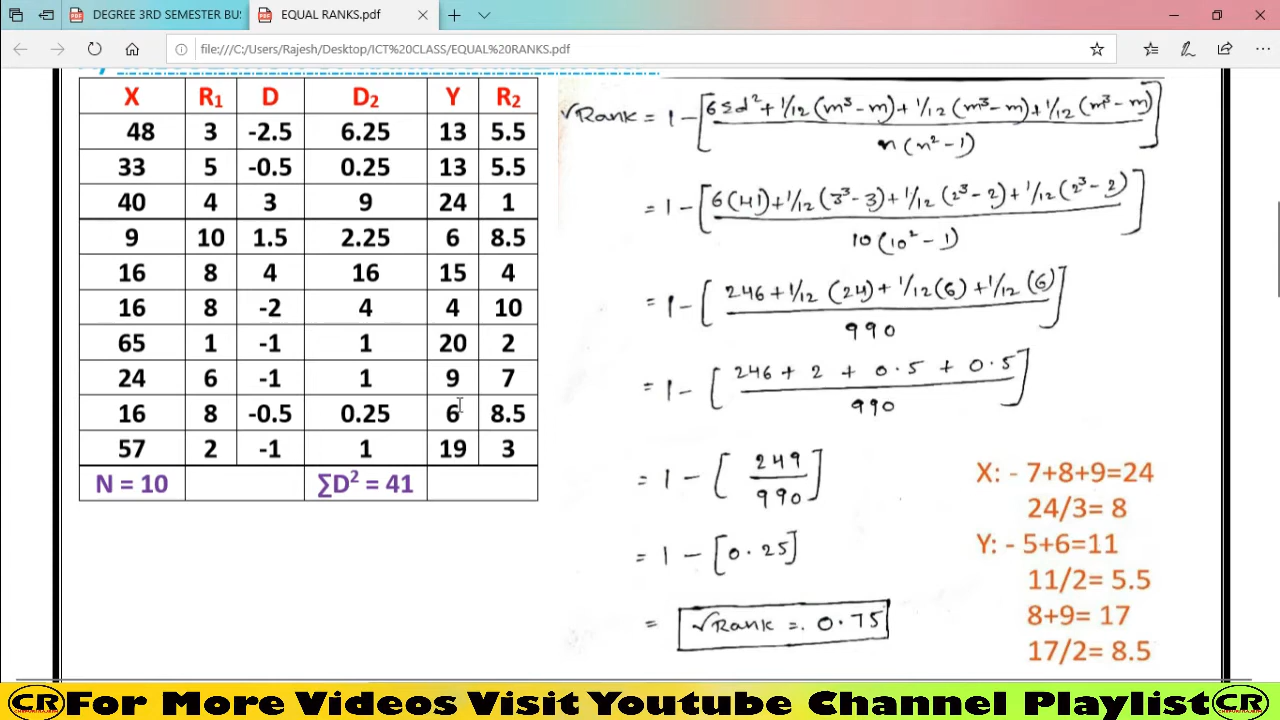 DEGREE 3RD SEMESTER BUS
EQUAL RANKS.pdf
file:///C:/Users/Rajesh/Desktop/ICT%20CLASS/EQUAL%20RANKS.pdf
X R₁ D D₂ Y R₂
48 3 -2.5 6.25 13 5.5
33 5 -0.5 0.25 13 5.5
40 4 3 9 24 1
9 10 1.5 2.25 6 8.5
16 8 4 16 15 4
16 8 -2 4 4 10
65 1 -1 1 20 2
24 6 -1 1 9 7
16 8 -0.5 0.25 6 8.5
57 2 -1 1 19 3
N = 10 ∑D² = 41
√Rank = 1 - [6Σd² + 1/12 (m³ - m) + 1/12 (m³ - m) + 1/12 (m³ - m)]
n (n² - 1)
= 1 - [6(41) + 1/12 (3³ - 3) + 1/12 (2³ - 2) + 1/12 (2³ - 2)]
10 (10² - 1)
= 1 - [246 + 1/12 (24) + 1/12 (6) + 1/12 (6)]
990
= 1 - [246 + 2 + 0.5 + 0.5]
990
= 1 - [249]
990
= 1 - [0.25]
= √Rank = 0.75
X: - 7+8+9=24
24/3= 8
Y: - 5+6=11
11/2= 5.5
8+9= 17
17/2= 8.5
CR For More Videos Visit Youtube Channel Playlist CR